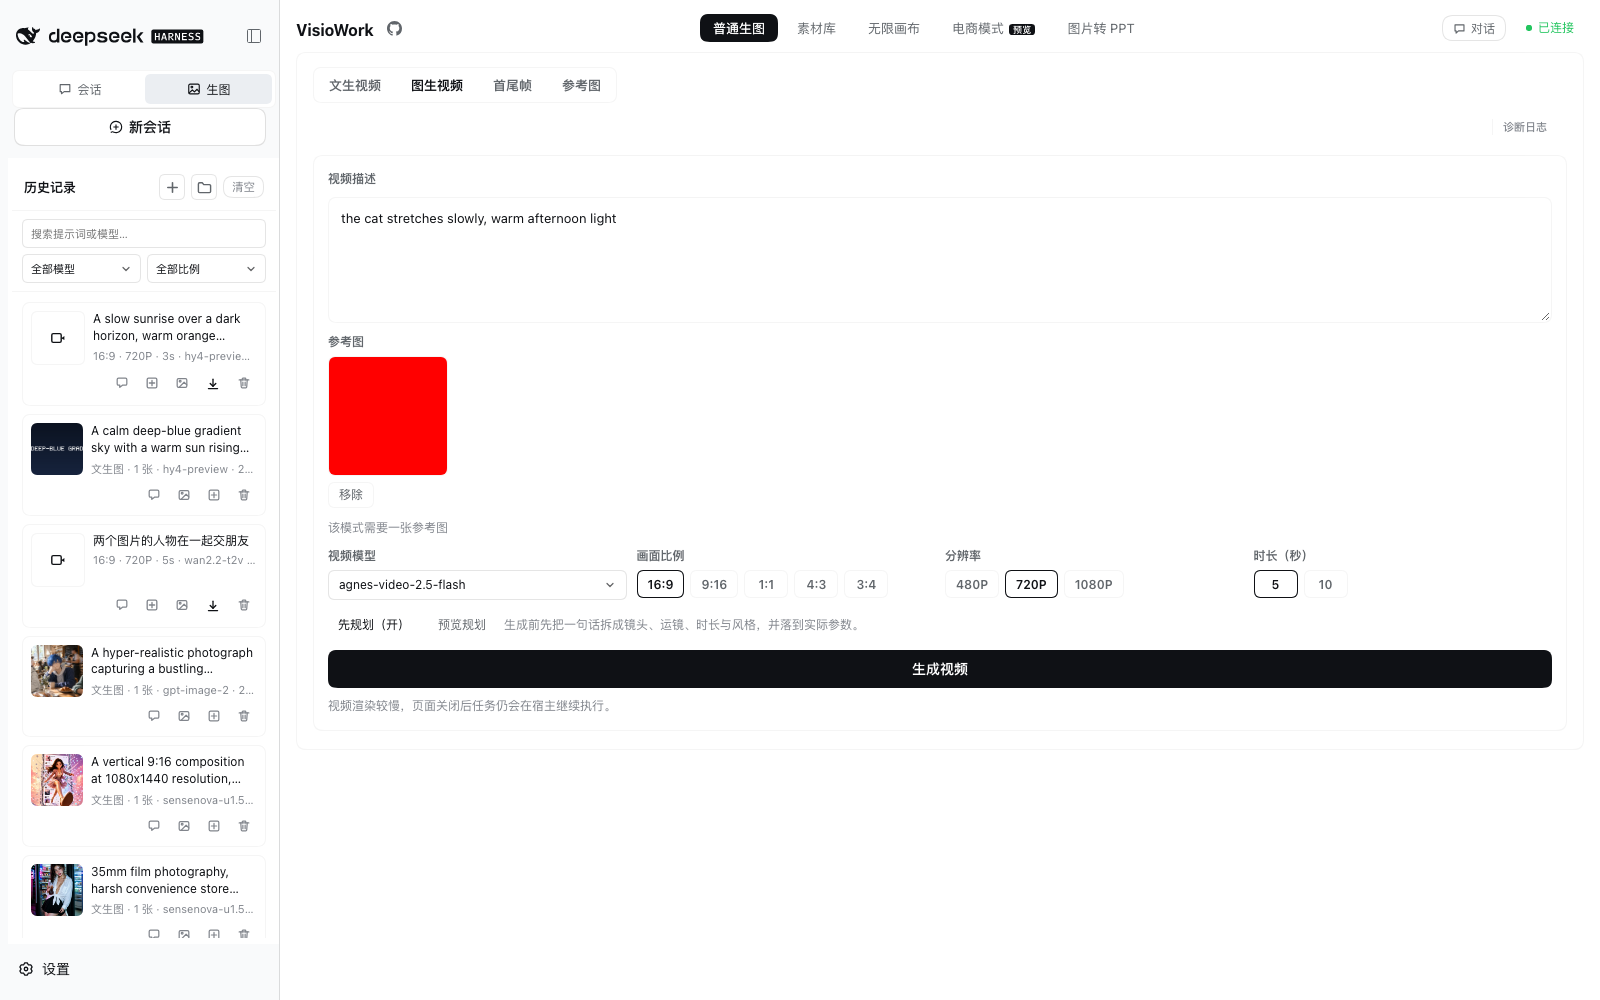 deepseek HARNESS
会话
生图
新会话
历史记录
清空
搜索提示词或模型...
全部模型
全部比例
A slow sunrise over a dark
horizon, warm orange...
16:9 · 720P · 3s · hy4-previe...
DEEP-BLUE GRAD
A calm deep-blue gradient
sky with a warm sun rising...
文生图 · 1 张 · hy4-preview · 2...
两个图片的人物在一起交朋友
16:9 · 720P · 5s · wan2.2-t2v ...
A hyper-realistic photograph
capturing a bustling...
文生图 · 1 张 · gpt-image-2 · 2...
A vertical 9:16 composition
at 1080x1440 resolution,...
文生图 · 1 张 · sensenova-u1.5...
35mm film photography,
harsh convenience store...
文生图 · 1 张 · sensenova-u1.5...
设置
VisioWork
普通生图
素材库
无限画布
电商模式 预览
图片转 PPT
对话
已连接
文生视频
图生视频
首尾帧
参考图
诊断日志
视频描述
the cat stretches slowly, warm afternoon light
参考图
移除
该模式需要一张参考图
视频模型
agnes-video-2.5-flash
画面比例
16:9
9:16
1:1
4:3
3:4
分辨率
480P
720P
1080P
时长（秒）
5
10
先规划（开）
预览规划
生成前先把一句话拆成镜头、运镜、时长与风格，并落到实际参数。
生成视频
视频渲染较慢，页面关闭后任务仍会在宿主继续执行。